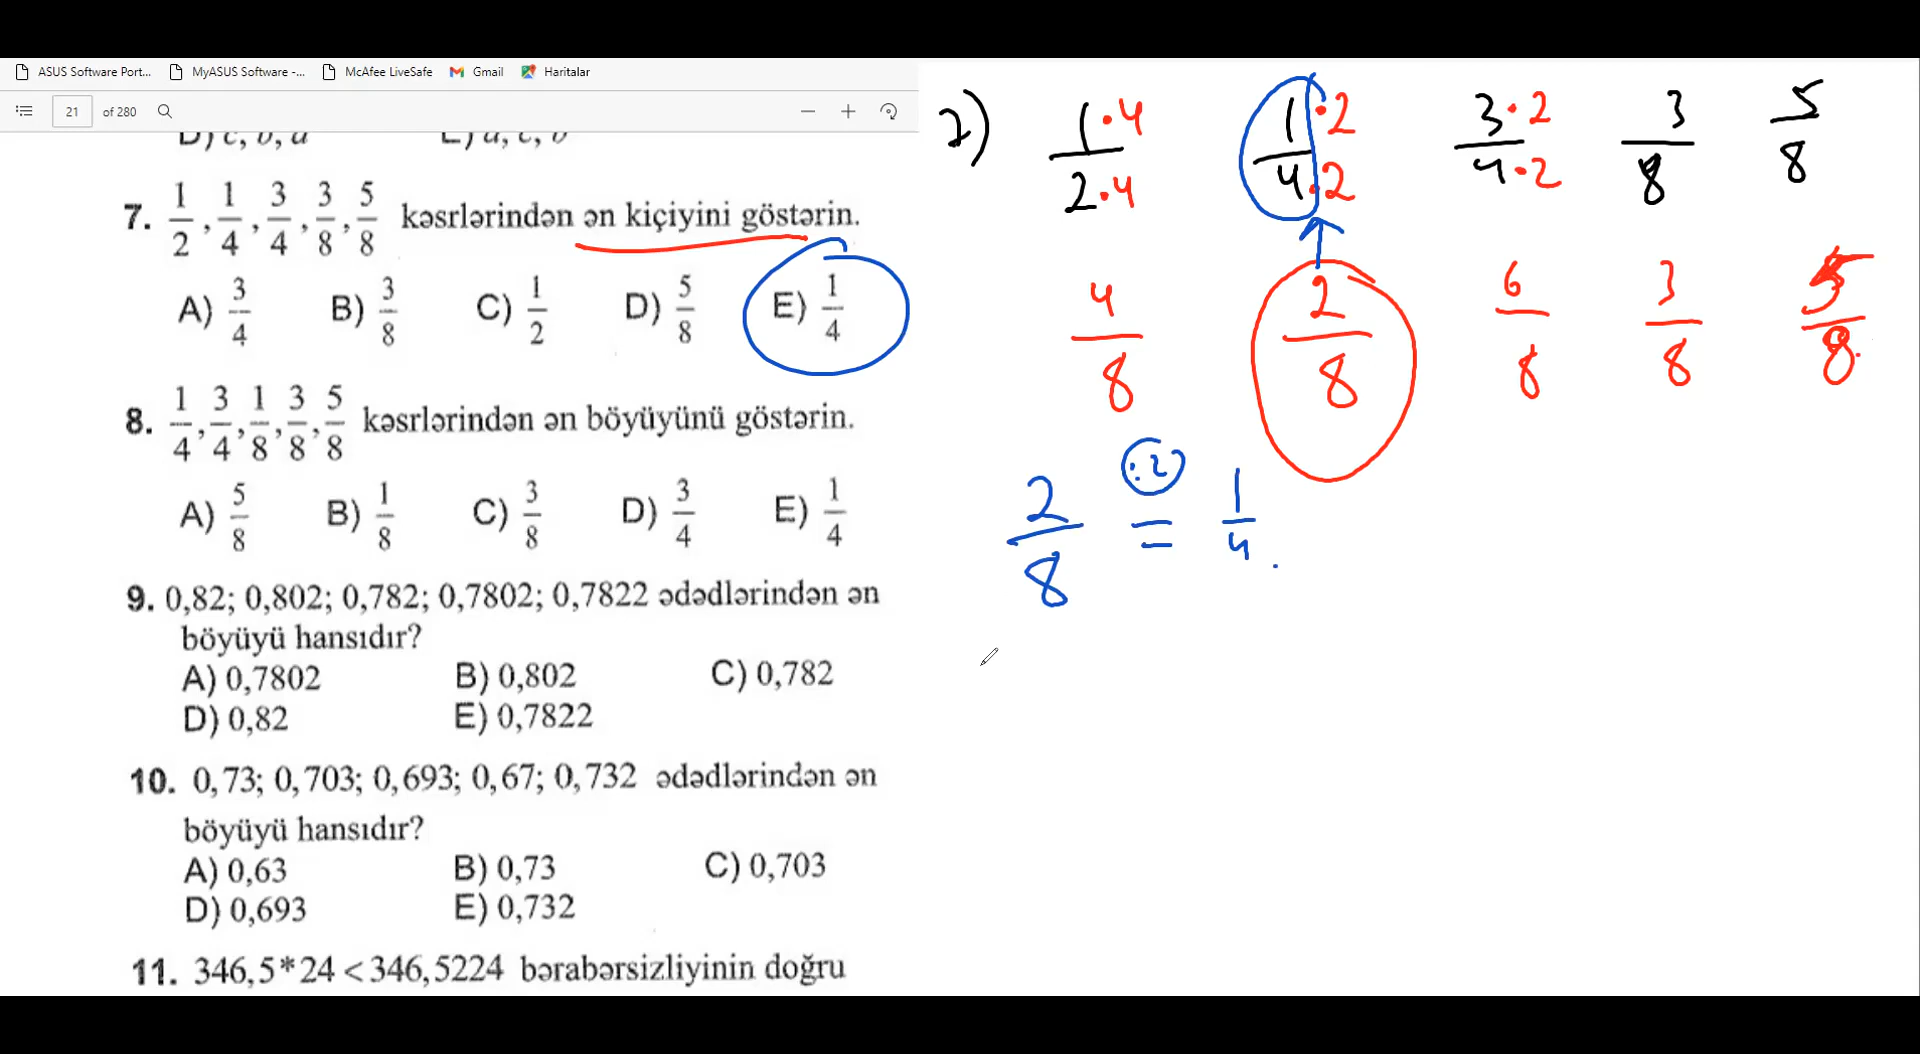 ASUS Software Port... MyASUS Software -... McAfee LiveSafe Gmail Haritalar
21 of 280
D) c, b, a E) a, c, b
7. 1/2, 1/4, 3/4, 3/8, 5/8 kəsrlərindən ən kiçiyini göstərin.
A) 3/4 B) 3/8 C) 1/2 D) 5/8 E) 1/4
8. 1/4, 3/4, 1/8, 3/8, 5/8 kəsrlərindən ən böyüyünü göstərin.
A) 5/8 B) 1/8 C) 3/8 D) 3/4 E) 1/4
9. 0,82; 0,802; 0,782; 0,7802; 0,7822 ədədlərindən ən
böyüyü hansıdır?
A) 0,7802 B) 0,802 C) 0,782
D) 0,82 E) 0,7822
10. 0,73; 0,703; 0,693; 0,67; 0,732 ədədlərindən ən
böyüyü hansıdır?
A) 0,63 B) 0,73 C) 0,703
D) 0,693 E) 0,732
11. 346,5*24 < 346,5224 bərabərsizliyinin doğru
7) 1·4/2·4 1·2/4·2 3·2/4·2 3/8 5/8
4/8 2/8 6/8 3/8 5/8.
2/8 =(:2) 1/4.